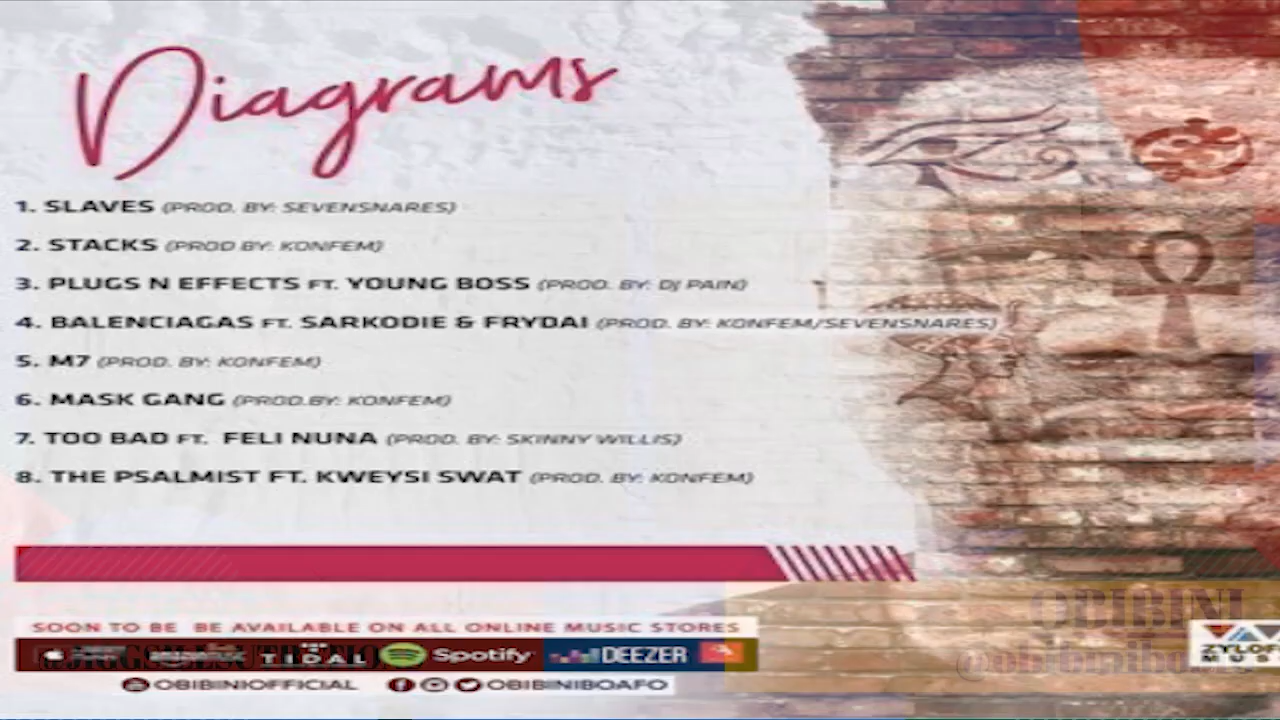 Diagrams
1. SLAVES (PROD. BY: SEVENSNARES)
2. STACKS (PROD BY: KONFEM)
3. PLUGS N EFFECTS FT. YOUNG BOSS (PROD. BY: DJ PAIN)
4. BALENCIAGAS FT. SARKODIE & FRYDAI (PROD. BY: KONFEM/SEVENSNARES)
5. M7 (PROD. BY: KONFEM)
6. MASK GANG (PROD.BY: KONFEM)
7. TOO BAD FT. FELI NUNA (PROD. BY: SKINNY WILLIS)
8. THE PSALMIST FT. KWEYSI SWAT (PROD. BY: KONFEM)
OBIBINI
SOON TO BE BE AVAILABLE ON ALL ONLINE MUSIC STORES
TIDAL Spotify DEEZER
ZYLOFON
@obibiniboafo
OBIBINIOFFICIAL OBIBINIBOAFO